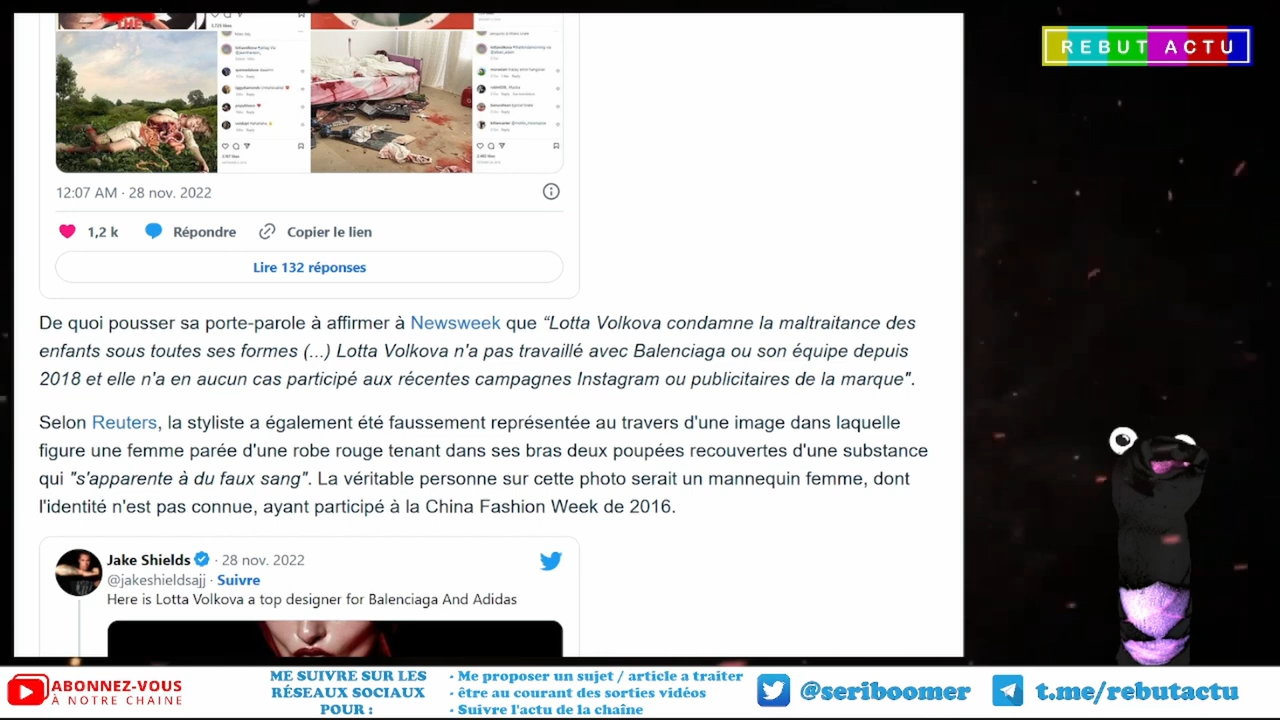 REBUT ACTU
12:07 AM · 28 nov. 2022
1,2 k Répondre Copier le lien
Lire 132 réponses
De quoi pousser sa porte-parole à affirmer à Newsweek que “Lotta Volkova condamne la maltraitance des
enfants sous toutes ses formes (...) Lotta Volkova n'a pas travaillé avec Balenciaga ou son équipe depuis
2018 et elle n'a en aucun cas participé aux récentes campagnes Instagram ou publicitaires de la marque".
Selon Reuters, la styliste a également été faussement représentée au travers d'une image dans laquelle
figure une femme parée d'une robe rouge tenant dans ses bras deux poupées recouvertes d'une substance
qui "s'apparente à du faux sang". La véritable personne sur cette photo serait un mannequin femme, dont
l'identité n'est pas connue, ayant participé à la China Fashion Week de 2016.
Jake Shields · 28 nov. 2022
@jakeshieldsajj · Suivre
Here is Lotta Volkova a top designer for Balenciaga And Adidas
ABONNEZ-VOUS
À NOTRE CHAINE
ME SUIVRE SUR LES
RÉSEAUX SOCIAUX
POUR :
· Me proposer un sujet / article a traiter
· être au courant des sorties vidéos
· Suivre l'actu de la chaîne
@seriboomer
t.me/rebutactu